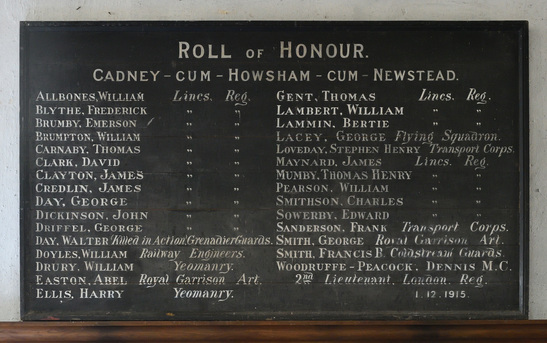 ROLL OF HONOUR.
CADNEY-CUM-HOWSHAM-CUM-NEWSTEAD.
ALLBONES, WILLIAM Lincs. Reg.
BLYTHE, FREDERICK " "
BRUMBY, EMERSON " "
BRUMPTON, WILLIAM " "
CARNABY, THOMAS " "
CLARK, DAVID " "
CLAYTON, JAMES " "
CREDLIN, JAMES " "
DAY, GEORGE " "
DICKINSON, JOHN " "
DRIFFEL, GEORGE " "
DAY, WALTER Killed in Action. Grenadier Guards.
DOYLES, WILLIAM Railway Engineers.
DRURY, WILLIAM Yeomanry.
EASTON, ABEL Royal Garrison Art.
ELLIS, HARRY Yeomanry.
GENT, THOMAS Lincs. Reg.
LAMBERT, WILLIAM " "
LAMMIN, BERTIE " "
LACEY, GEORGE Flying Squadron.
LOVEDAY, STEPHEN HENRY Transport Corps.
MAYNARD, JAMES Lincs. Reg.
MUMBY, THOMAS HENRY " "
PEARSON, WILLIAM " "
SMITHSON, CHARLES " "
SOWERBY, EDWARD " "
SANDERSON, FRANK Transport Corps.
SMITH, GEORGE Royal Garrison Art.
SMITH, FRANCIS B. Coldstream Guards.
WOODRUFFE-PEACOCK, DENNIS M.C.
2nd Lieutenant, London. Reg.
1.12.1915.